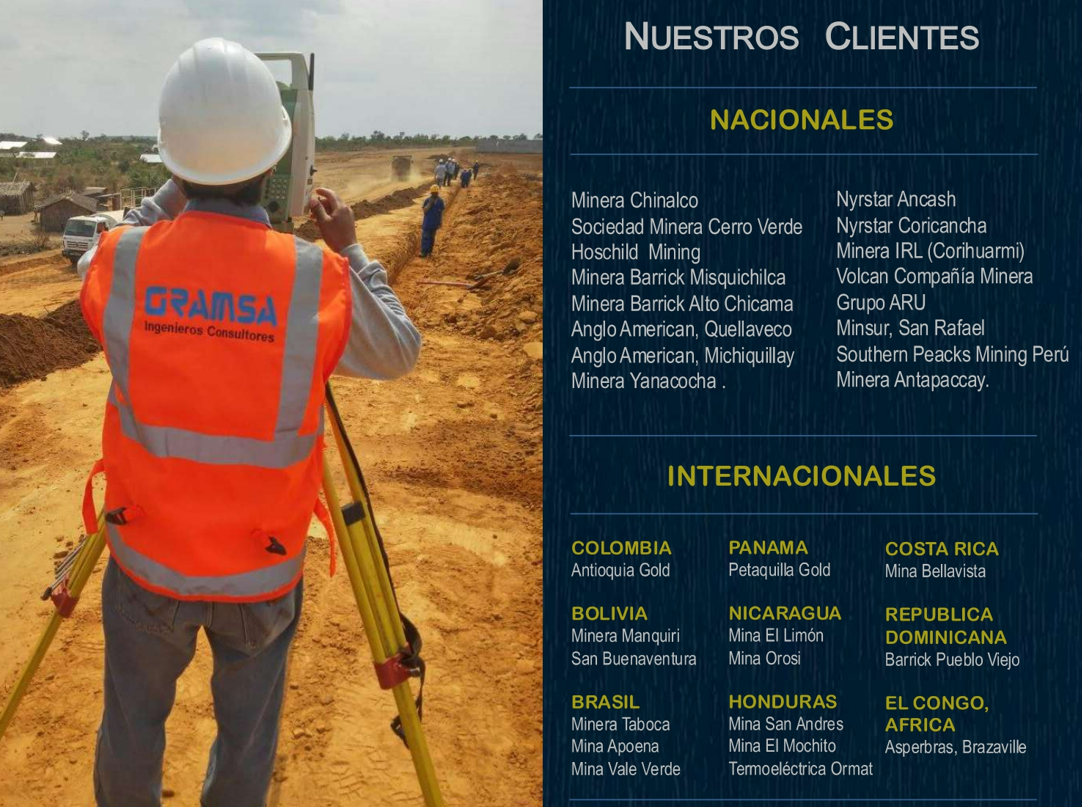 GRAMSA
Ingenieros Consultores
NUESTROS CLIENTES
NACIONALES
Minera Chinalco
Sociedad Minera Cerro Verde
Hoschild Mining
Minera Barrick Misquichilca
Minera Barrick Alto Chicama
Anglo American, Quellaveco
Anglo American, Michiquillay
Minera Yanacocha .
Nyrstar Ancash
Nyrstar Coricancha
Minera IRL (Corihuarmi)
Volcan Compañía Minera
Grupo ARU
Minsur, San Rafael
Southern Peacks Mining Perú
Minera Antapaccay.
INTERNACIONALES
COLOMBIA
Antioquia Gold
PANAMA
Petaquilla Gold
COSTA RICA
Mina Bellavista
BOLIVIA
Minera Manquiri
San Buenaventura
NICARAGUA
Mina El Limón
Mina Orosi
REPUBLICA
DOMINICANA
Barrick Pueblo Viejo
BRASIL
Minera Taboca
Mina Apoena
Mina Vale Verde
HONDURAS
Mina San Andres
Mina El Mochito
Termoeléctrica Ormat
EL CONGO,
AFRICA
Asperbras, Brazaville